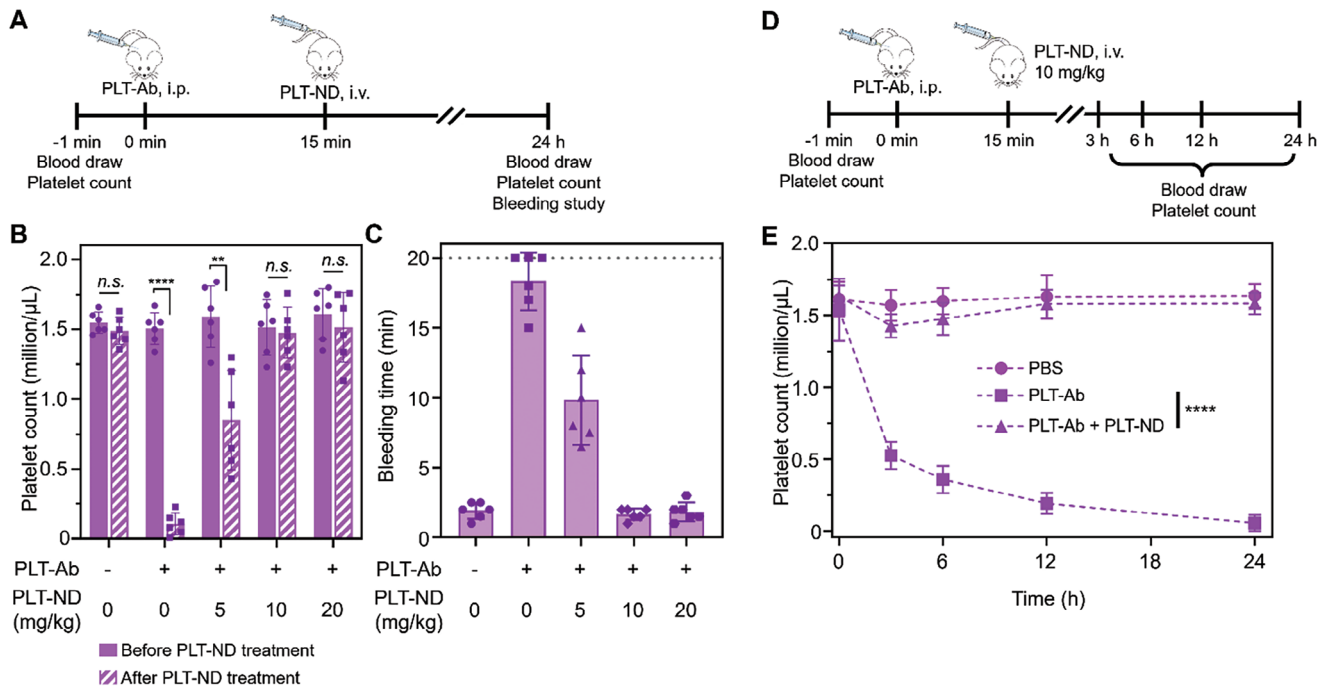 A
PLT-Ab, i.p.
PLT-ND, i.v.
-1 min
0 min
15 min
24 h
Blood draw
Platelet count
Blood draw
Platelet count
Bleeding study
D
PLT-Ab, i.p.
PLT-ND, i.v.
10 mg/kg
-1 min
0 min
15 min
3 h
6 h
12 h
24 h
Blood draw
Platelet count
Blood draw
Platelet count
B
Platelet count (million/µL)
2.0
1.5
1.0
0.5
0
n.s.
****
**
n.s.
n.s.
PLT-Ab - + + + +
PLT-ND 0 0 5 10 20
(mg/kg)
Before PLT-ND treatment
After PLT-ND treatment
C
Bleeding time (min)
20
15
10
5
0
PLT-Ab - + + + +
PLT-ND 0 0 5 10 20
(mg/kg)
E
Platelet count (million/µL)
2.0
1.5
1.0
0.5
0
PBS
PLT-Ab
PLT-Ab + PLT-ND
****
0 6 12 18 24
Time (h)